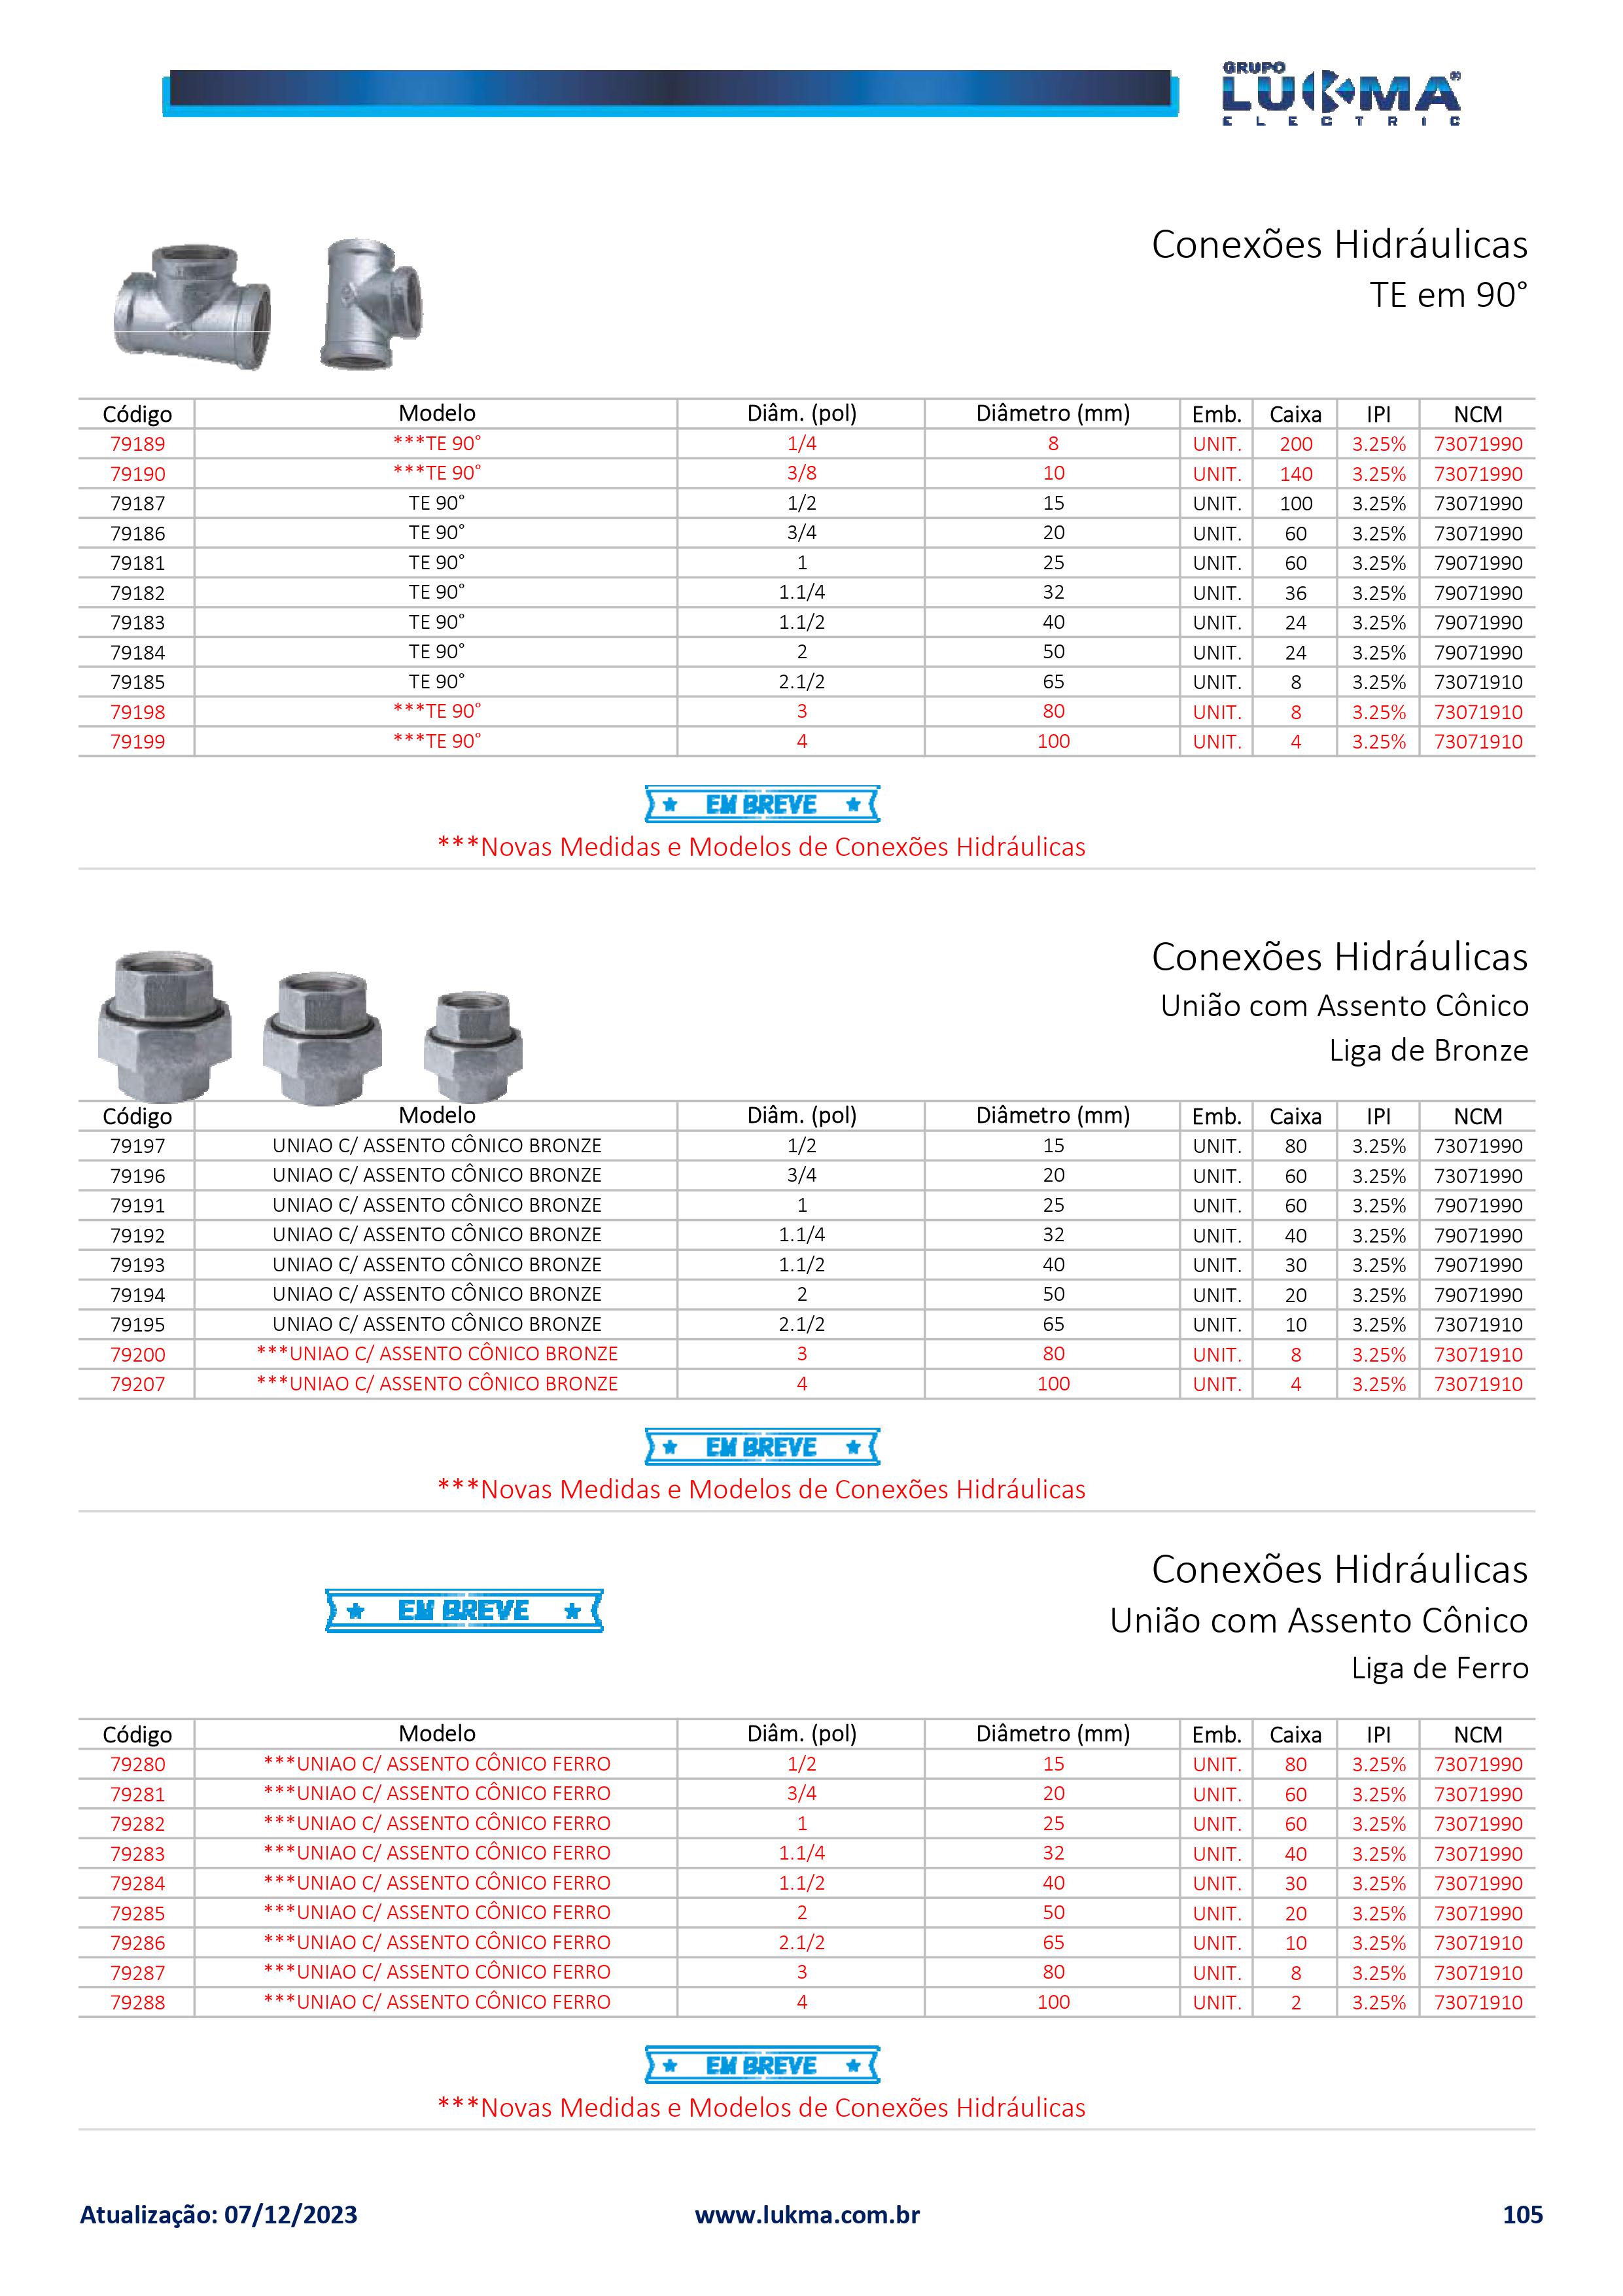 GRUPO
LUKMA®
ELECTRIC
Conexões Hidráulicas
TE em 90°
Código Modelo Diâm. (pol) Diâmetro (mm) Emb. Caixa IPI NCM
79189 ***TE 90° 1/4 8 UNIT. 200 3.25% 73071990
79190 ***TE 90° 3/8 10 UNIT. 140 3.25% 73071990
79187 TE 90° 1/2 15 UNIT. 100 3.25% 73071990
79186 TE 90° 3/4 20 UNIT. 60 3.25% 73071990
79181 TE 90° 1 25 UNIT. 60 3.25% 79071990
79182 TE 90° 1.1/4 32 UNIT. 36 3.25% 79071990
79183 TE 90° 1.1/2 40 UNIT. 24 3.25% 79071990
79184 TE 90° 2 50 UNIT. 24 3.25% 79071990
79185 TE 90° 2.1/2 65 UNIT. 8 3.25% 73071910
79198 ***TE 90° 3 80 UNIT. 8 3.25% 73071910
79199 ***TE 90° 4 100 UNIT. 4 3.25% 73071910
EM BREVE
***Novas Medidas e Modelos de Conexões Hidráulicas
Conexões Hidráulicas
União com Assento Cônico
Liga de Bronze
Código Modelo Diâm. (pol) Diâmetro (mm) Emb. Caixa IPI NCM
79197 UNIAO C/ ASSENTO CÔNICO BRONZE 1/2 15 UNIT. 80 3.25% 73071990
79196 UNIAO C/ ASSENTO CÔNICO BRONZE 3/4 20 UNIT. 60 3.25% 73071990
79191 UNIAO C/ ASSENTO CÔNICO BRONZE 1 25 UNIT. 60 3.25% 79071990
79192 UNIAO C/ ASSENTO CÔNICO BRONZE 1.1/4 32 UNIT. 40 3.25% 79071990
79193 UNIAO C/ ASSENTO CÔNICO BRONZE 1.1/2 40 UNIT. 30 3.25% 79071990
79194 UNIAO C/ ASSENTO CÔNICO BRONZE 2 50 UNIT. 20 3.25% 79071990
79195 UNIAO C/ ASSENTO CÔNICO BRONZE 2.1/2 65 UNIT. 10 3.25% 73071910
79200 ***UNIAO C/ ASSENTO CÔNICO BRONZE 3 80 UNIT. 8 3.25% 73071910
79207 ***UNIAO C/ ASSENTO CÔNICO BRONZE 4 100 UNIT. 4 3.25% 73071910
EM BREVE
***Novas Medidas e Modelos de Conexões Hidráulicas
Conexões Hidráulicas
EM BREVE
União com Assento Cônico
Liga de Ferro
Código Modelo Diâm. (pol) Diâmetro (mm) Emb. Caixa IPI NCM
79280 ***UNIAO C/ ASSENTO CÔNICO FERRO 1/2 15 UNIT. 80 3.25% 73071990
79281 ***UNIAO C/ ASSENTO CÔNICO FERRO 3/4 20 UNIT. 60 3.25% 73071990
79282 ***UNIAO C/ ASSENTO CÔNICO FERRO 1 25 UNIT. 60 3.25% 73071990
79283 ***UNIAO C/ ASSENTO CÔNICO FERRO 1.1/4 32 UNIT. 40 3.25% 73071990
79284 ***UNIAO C/ ASSENTO CÔNICO FERRO 1.1/2 40 UNIT. 30 3.25% 73071990
79285 ***UNIAO C/ ASSENTO CÔNICO FERRO 2 50 UNIT. 20 3.25% 73071990
79286 ***UNIAO C/ ASSENTO CÔNICO FERRO 2.1/2 65 UNIT. 10 3.25% 73071910
79287 ***UNIAO C/ ASSENTO CÔNICO FERRO 3 80 UNIT. 8 3.25% 73071910
79288 ***UNIAO C/ ASSENTO CÔNICO FERRO 4 100 UNIT. 2 3.25% 73071910
EM BREVE
***Novas Medidas e Modelos de Conexões Hidráulicas
Atualização: 07/12/2023 www.lukma.com.br 105